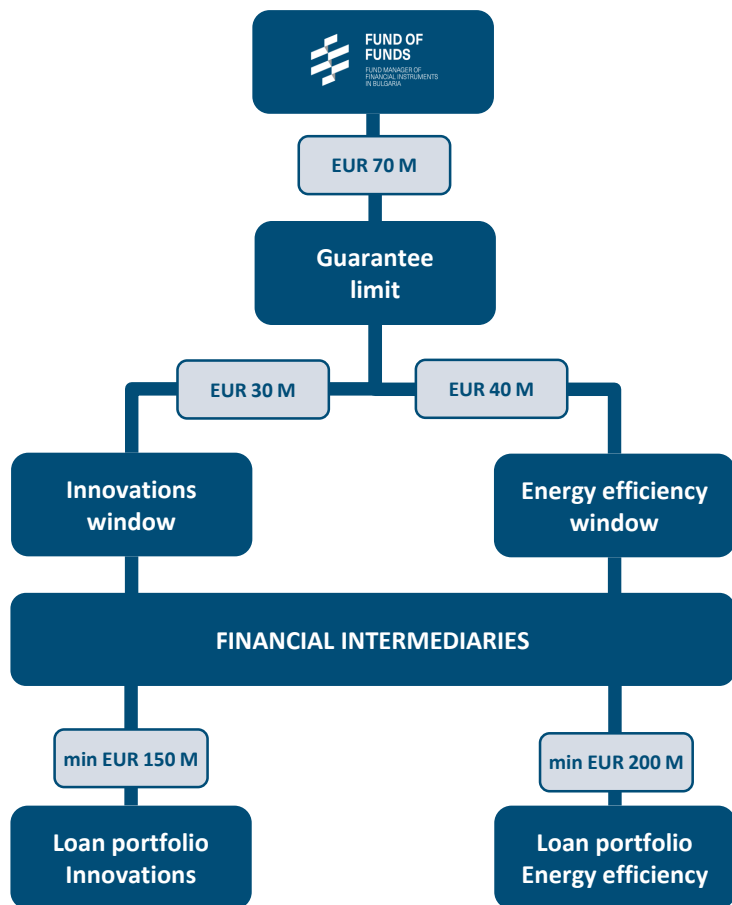 FUND OF
FUNDS
FUND MANAGER OF
FINANCIAL INSTRUMENTS
IN BULGARIA
EUR 70 M
Guarantee
limit
EUR 30 M
EUR 40 M
Innovations
window
Energy efficiency
window
FINANCIAL INTERMEDIARIES
min EUR 150 M
min EUR 200 M
Loan portfolio
Innovations
Loan portfolio
Energy efficiency